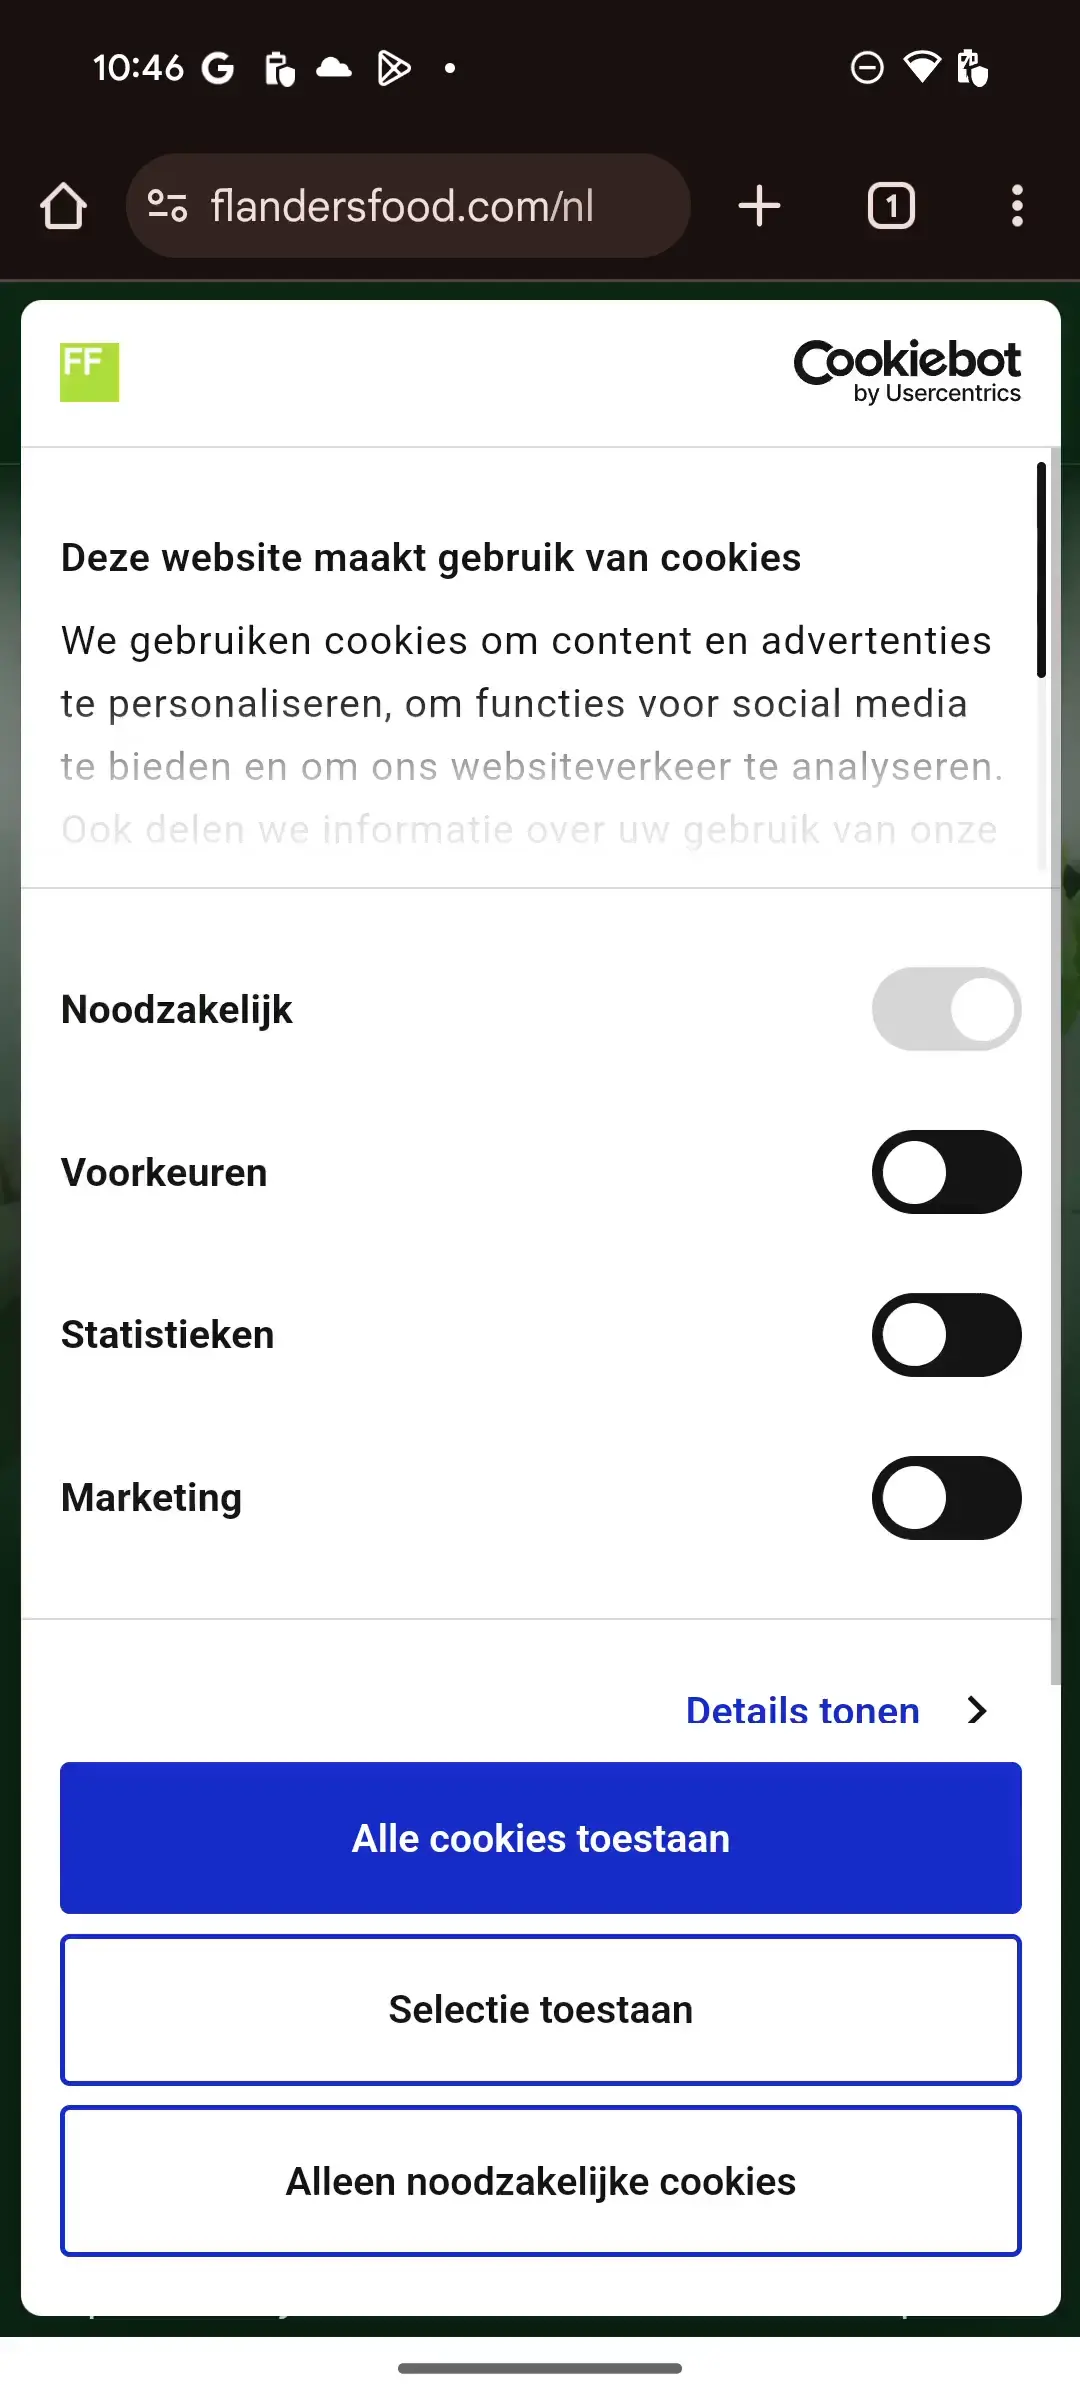 10:46
flandersfood.com/nl
1
FF
Cookiebot
by Usercentrics
Deze website maakt gebruik van cookies
We gebruiken cookies om content en advertenties
te personaliseren, om functies voor social media
te bieden en om ons websiteverkeer te analyseren.
Ook delen we informatie over uw gebruik van onze
Noodzakelijk
Voorkeuren
Statistieken
Marketing
Details tonen
Alle cookies toestaan
Selectie toestaan
Alleen noodzakelijke cookies